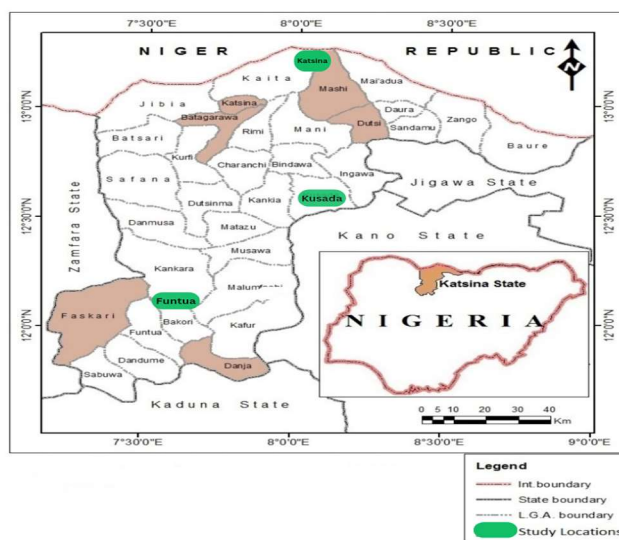 7°30'0"E 8°0'0"E 8°30'0"E
NIGER REPUBLIC
Katsina
Kaita
Mashi
Mai'adua
Jibia
Katsina
Batagarawa
Daura
Zango
Batsari
Rimi
Mani
Dutsi
Sandamu
Baure
Kurfi
Charanchi
Bindawa
Ingawa
Safana
Jigawa State
Dutsinma
Kankia
Kusada
Zamfara State
Danmusa
Matazu
Kano State
Musawa
Kankara
Malum
Katsina State
Faskari
Funtua
Bakori
NIGERIA
Funtua
Kafur
Dandume
Danja
Sabuwa
Kaduna State
0 5 10 20 30 40
Km
13°0'0"N
12°30'0"N
12°0'0"N
13°0'0"N
12°30'0"N
12°0'0"N
7°30'0"E 8°0'0"E 8°30'0"E 9°0'0"E
N
Legend
Int.boundary
State boundary
L.G.A. boundary
Study Locations